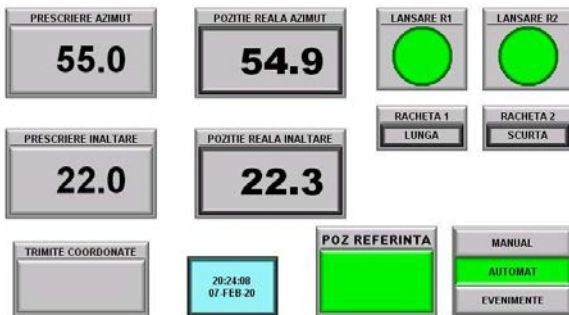 PRESCRIERE AZIMUT
55.0
POZITIE REALA AZIMUT
54.9
LANSARE R1
LANSARE R2
RACHETA 1
LUNGA
RACHETA 2
SCURTA
PRESCRIERE INALTARE
22.0
POZITIE REALA INALTARE
22.3
TRIMITE COORDONATE
20:24:08
07-FEB-20
POZ REFERINTA
MANUAL
AUTOMAT
EVENIMENTE